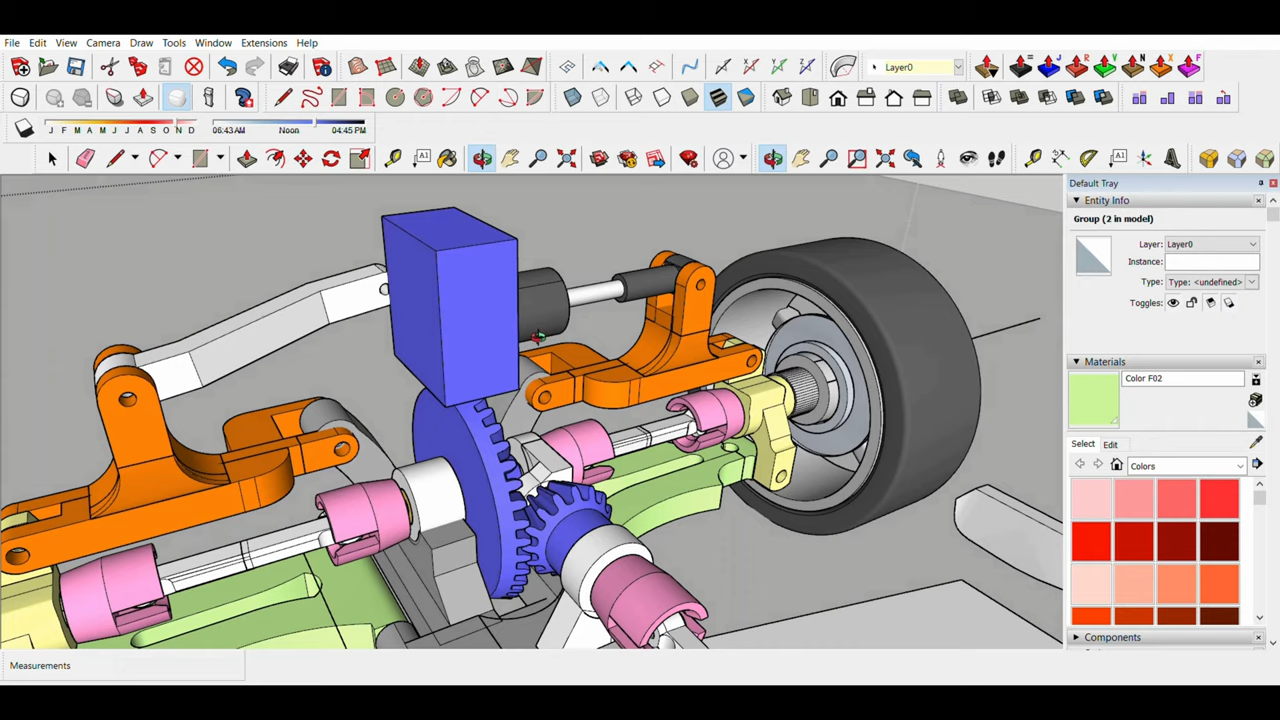 File Edit View Camera Draw Tools Window Extensions Help
Layer0
J F M A M J J A S O N D 06:43 AM Noon 04:45 PM
A1
A1
Default Tray
Entity Info
Group (2 in model)
Layer: Layer0
Instance:
Type: Type: <undefined>
Toggles:
Materials
Color F02
Select Edit
Colors
Components
Measurements